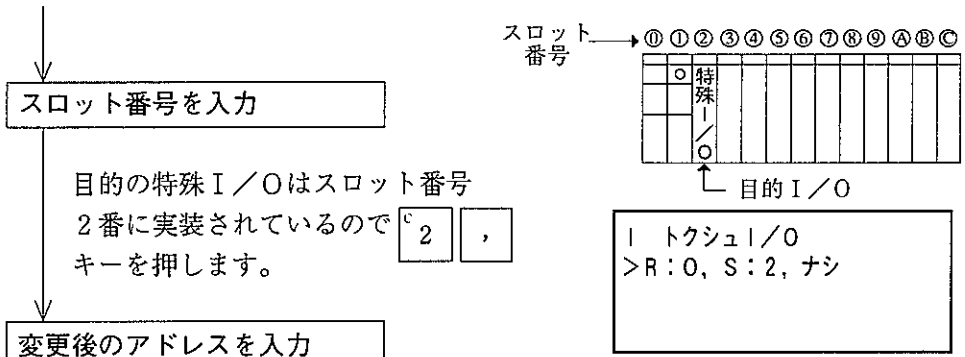 スロット番号を入力
目的の特殊I/Oはスロット番号
2番に実装されているので c 2 ,
キーを押します。
変更後のアドレスを入力
スロット
番号
⓪①②③④⑤⑥⑦⑧⑨ⒶⒷⒸ
特殊I/O
目的I/O
I トクシュI/O
>R:0, S:2, ナシ